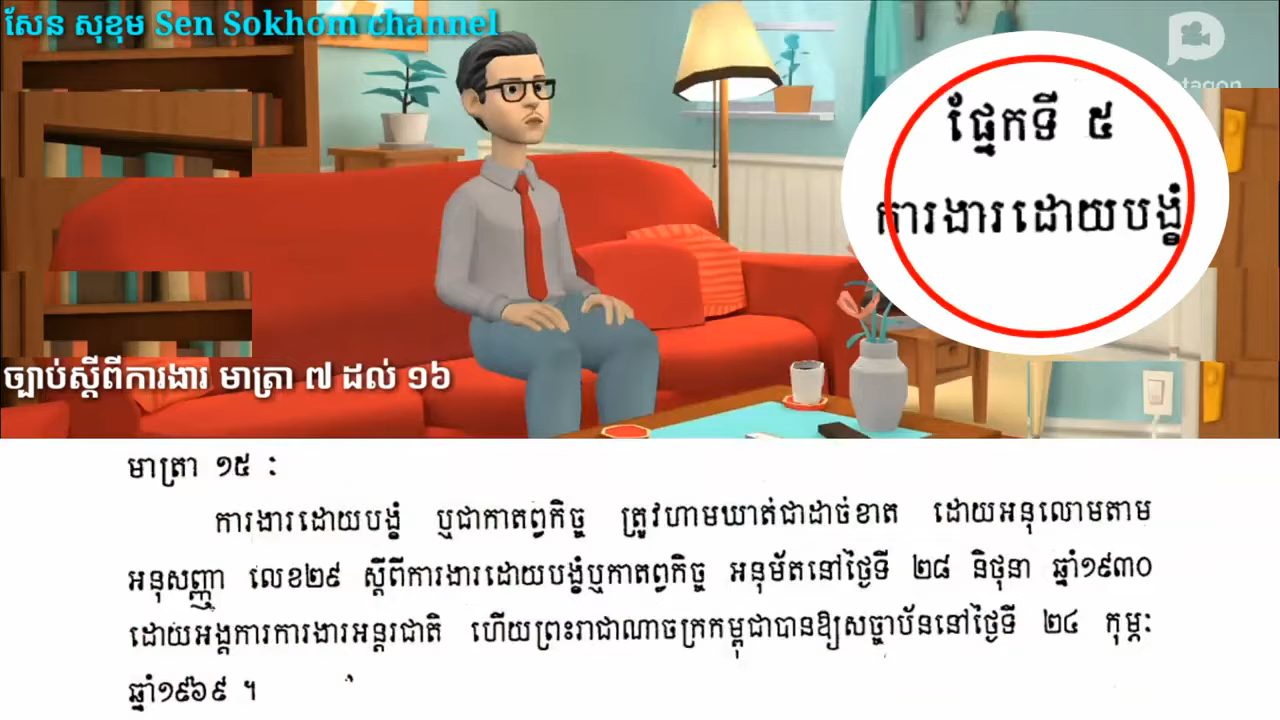 សែន សុខុម Sen Sokhom channel
ផ្នែកទី ៥
ការងារដោយបង្ខំ
ច្បាប់ស្តីពីការងារ មាត្រា ៧ ដល់ ១៦
មាត្រា ១៥ :
ការងារដោយបង្ខំ ឬជាកាតព្វកិច្ច ត្រូវហាមឃាត់ជាដាច់ខាត ដោយអនុលោមតាម
អនុសញ្ញា លេខ២៩ ស្តីពីការងារដោយបង្ខំឬកាតព្វកិច្ច អនុម័តនៅថ្ងៃទី ២៨ និថុនា ឆ្នាំ១៩៣០
ដោយអង្គការការងារអន្តរជាតិ ហើយព្រះរាជាណាចក្រកម្ពុជាបានឱ្យសច្ចាប័ននៅថ្ងៃទី ២៤ កុម្ភៈ
ឆ្នាំ១៩៦៩ ។